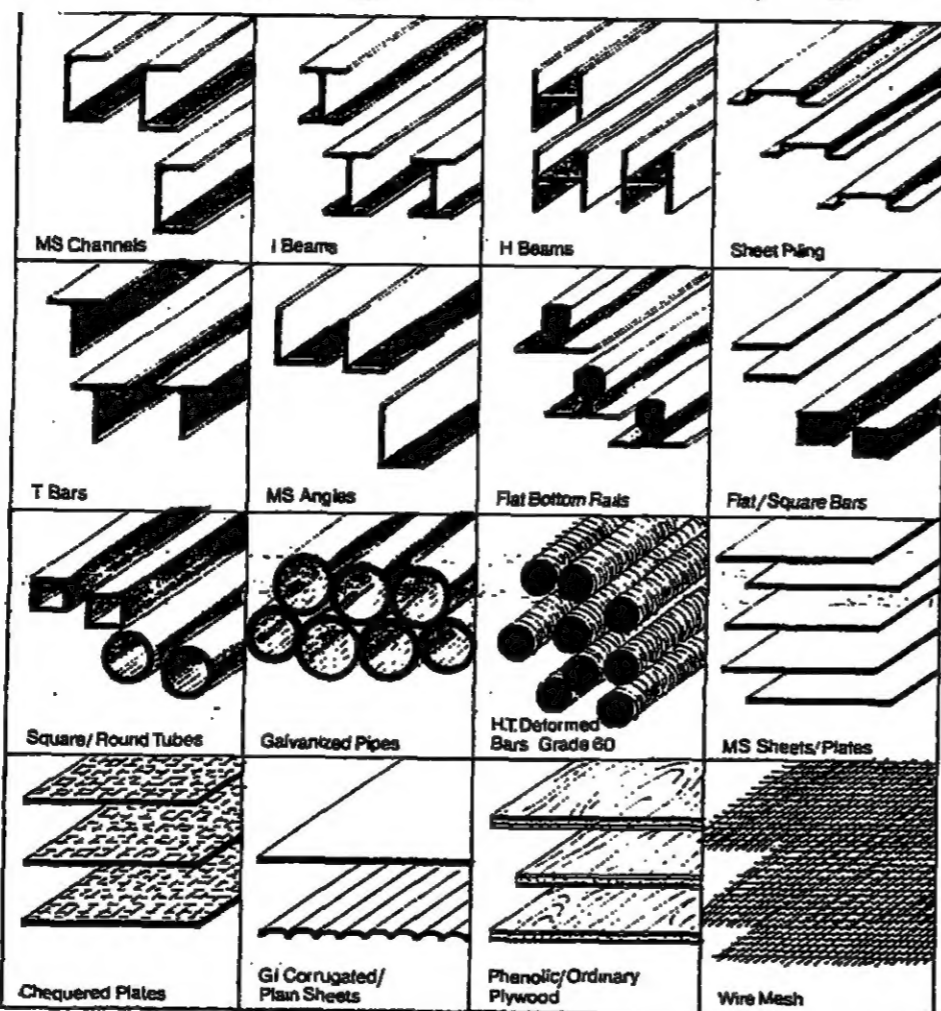 MS Channels
I Beams
H Beams
Sheet Piling
T Bars
MS Angles
Flat Bottom Rails
Flat/Square Bars
Square/Round Tubes
Galvanized Pipes
H.T. Deformed
Bars Grade 60
MS Sheets/Plates
Chequered Plates
GI Corrugated/
Plain Sheets
Phenolic/Ordinary
Plywood
Wire Mesh